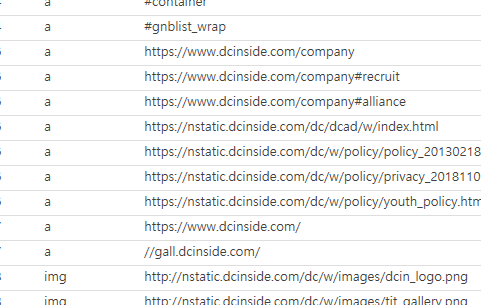 a #container
a #gnblist_wrap
a https://www.dcinside.com/company
a https://www.dcinside.com/company#recruit
a https://www.dcinside.com/company#alliance
a https://nstatic.dcinside.com/dc/dcad/w/index.html
a https://nstatic.dcinside.com/dc/w/policy/policy_20130218
a https://nstatic.dcinside.com/dc/w/policy/privacy_2018110
a https://nstatic.dcinside.com/dc/w/policy/youth_policy.htm
a https://www.dcinside.com/
a //gall.dcinside.com/
img http://nstatic.dcinside.com/dc/w/images/dcin_logo.png
img http://nstatic.dcinside.com/dc/w/images/tit_gallery.png